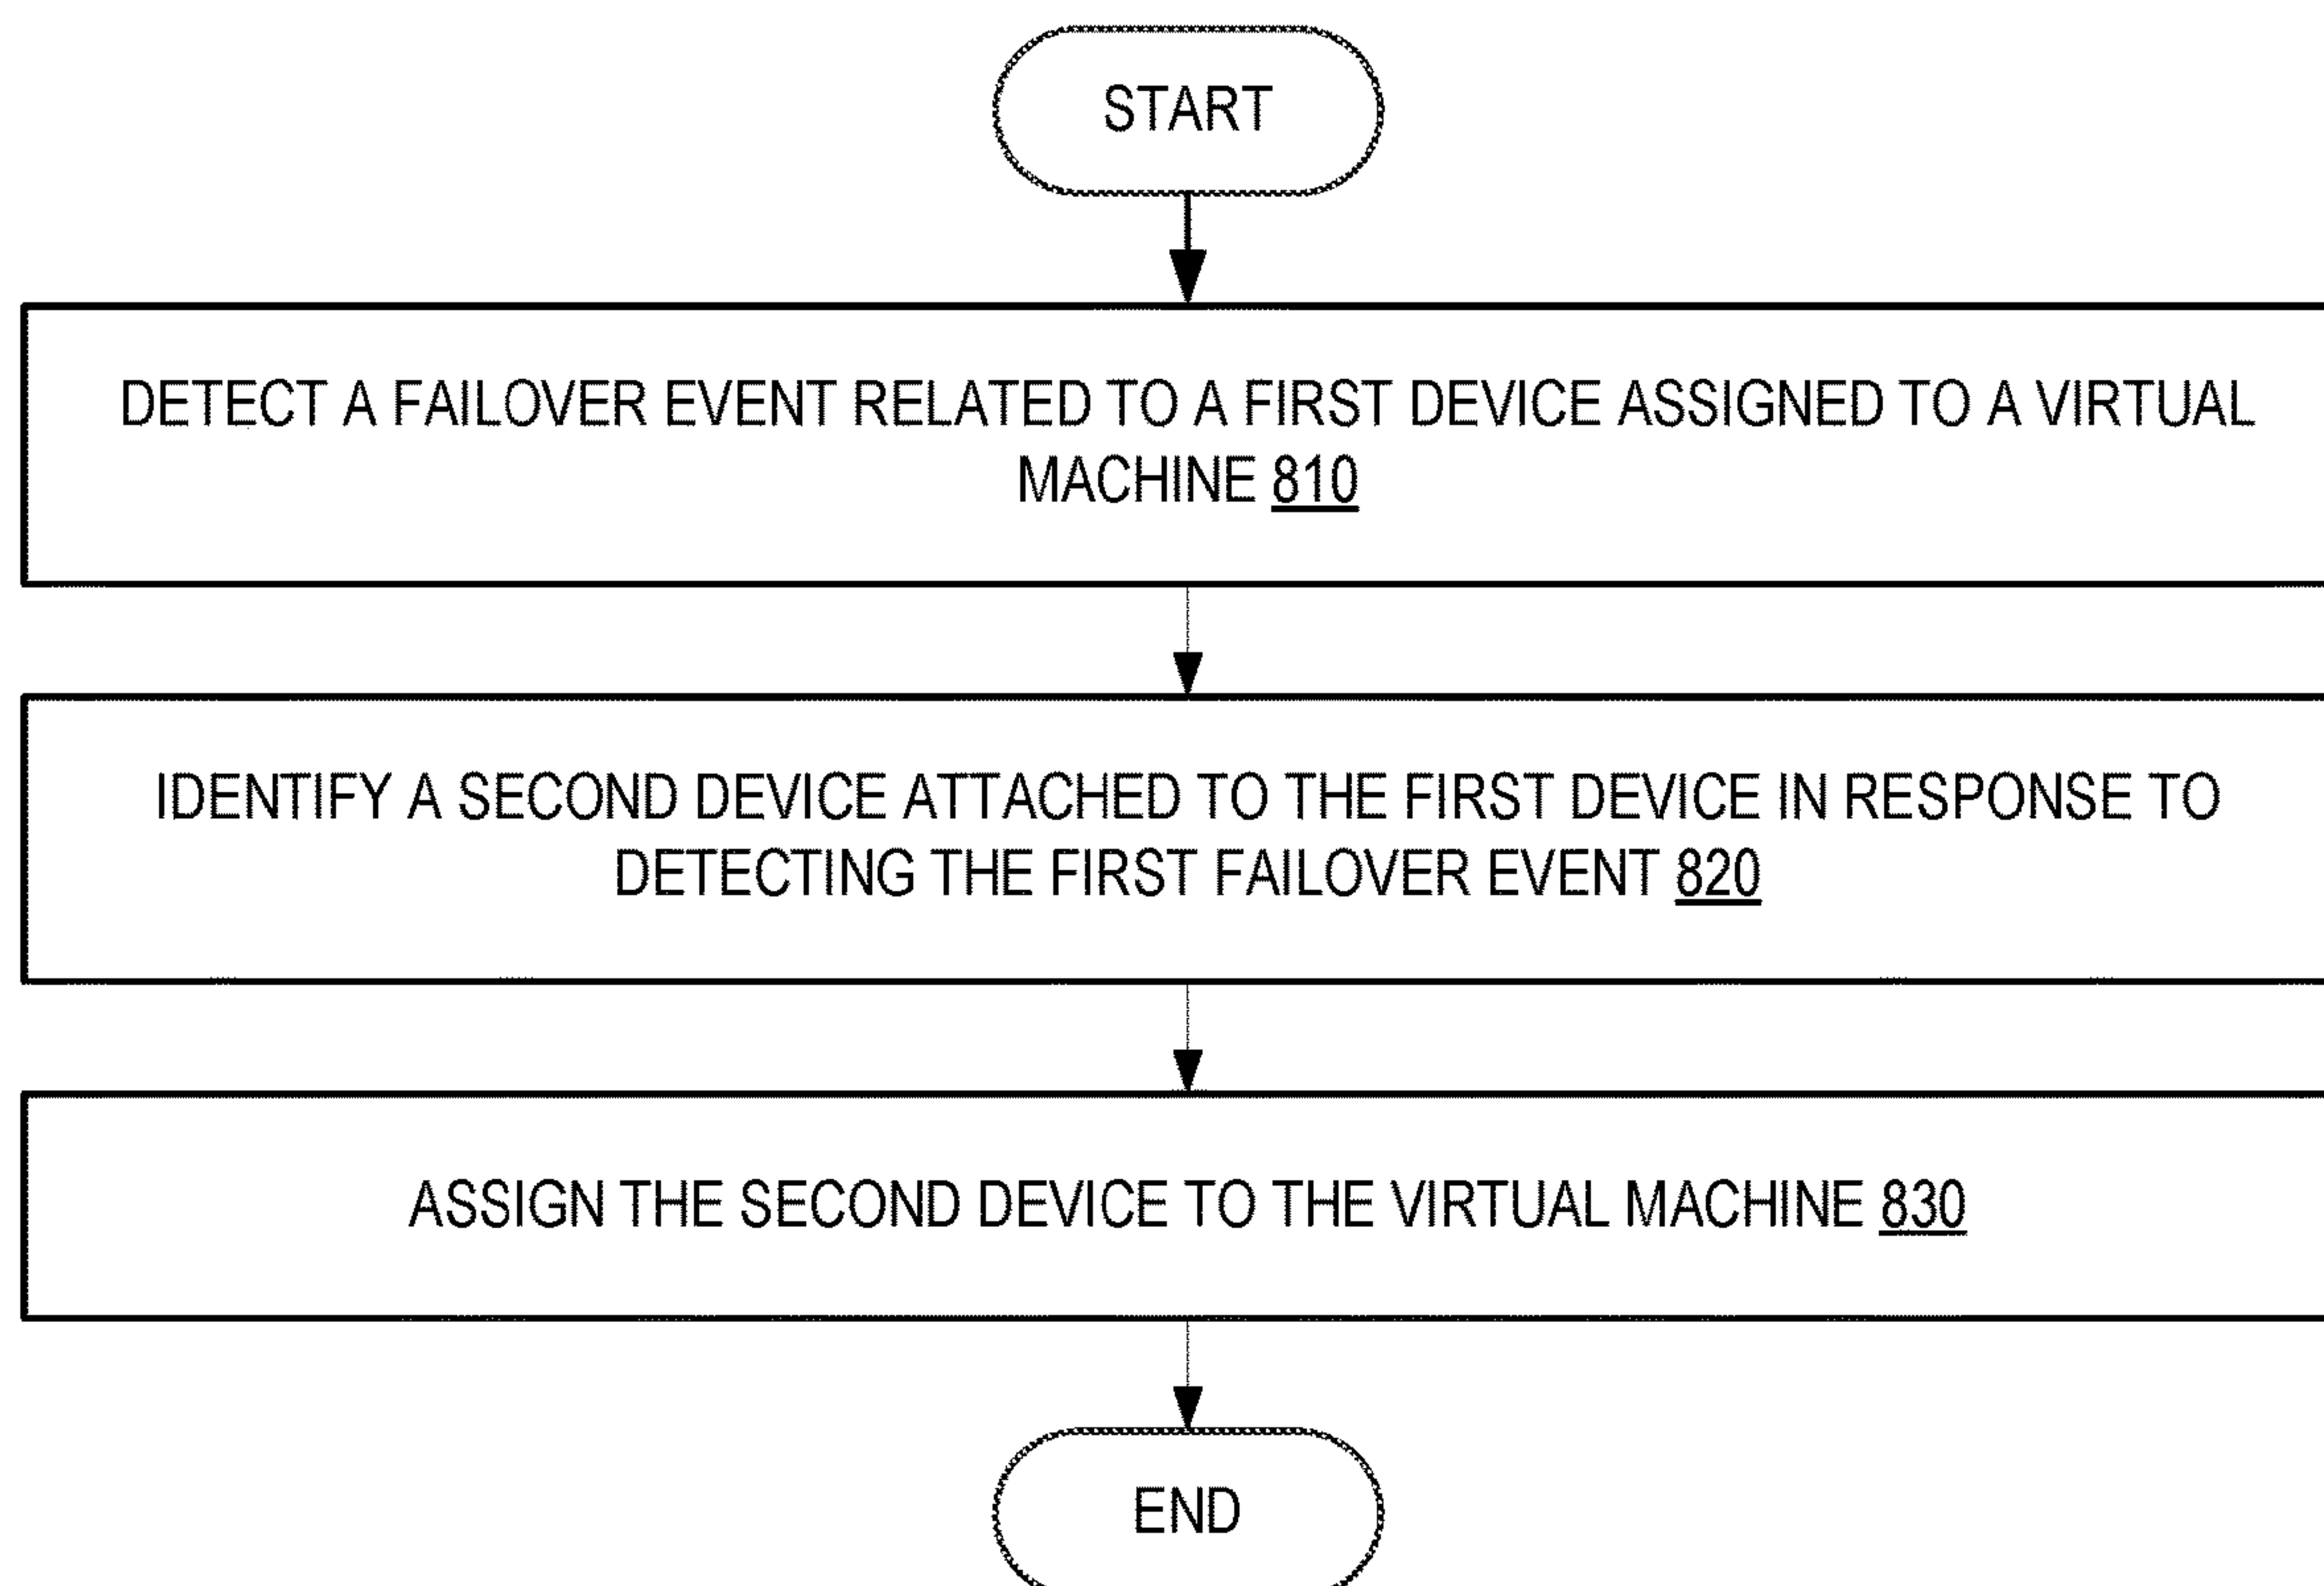 START
DETECT A FAILOVER EVENT RELATED TO A FIRST DEVICE ASSIGNED TO A VIRTUAL
MACHINE 810
IDENTIFY A SECOND DEVICE ATTACHED TO THE FIRST DEVICE IN RESPONSE TO
DETECTING THE FIRST FAILOVER EVENT 820
ASSIGN THE SECOND DEVICE TO THE VIRTUAL MACHINE 830
END